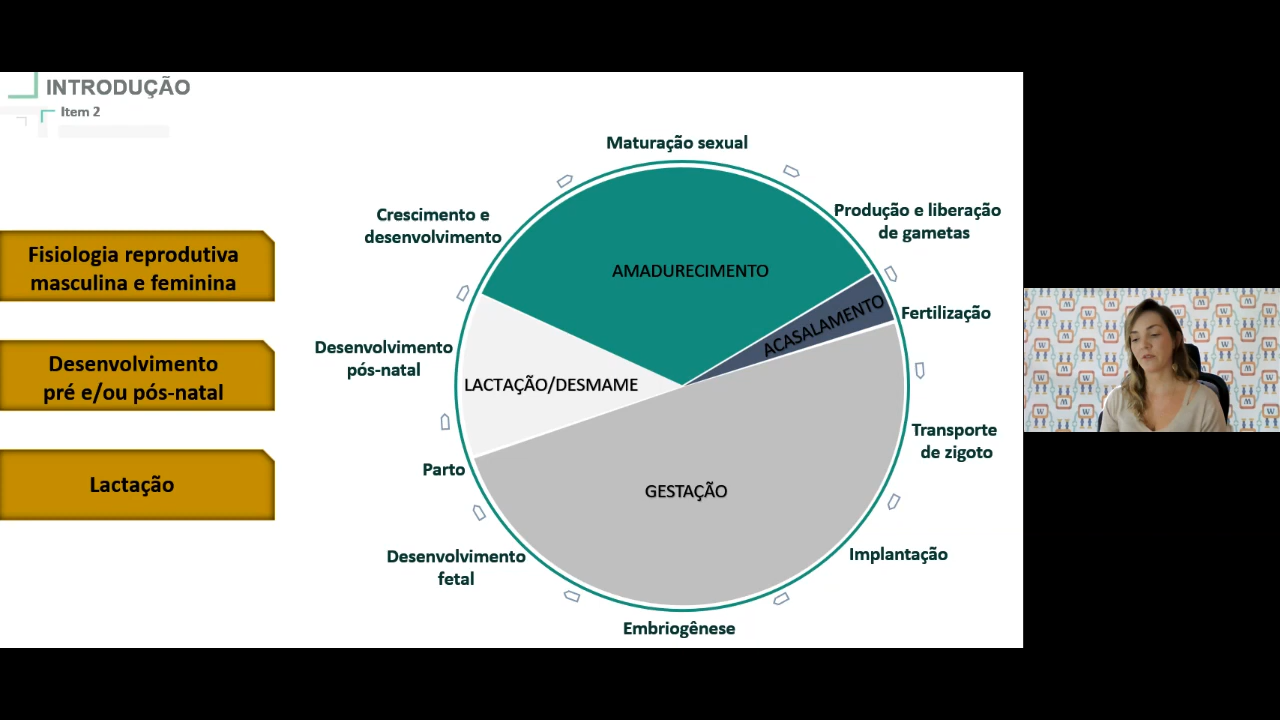 INTRODUÇÃO
Item 2
Fisiologia reprodutiva
masculina e feminina
Desenvolvimento
pré e/ou pós-natal
Lactação
Maturação sexual
Produção e liberação
de gametas
Fertilização
Transporte
de zigoto
Implantação
Embriogênese
Desenvolvimento
fetal
Parto
Desenvolvimento
pós-natal
Crescimento e
desenvolvimento
AMADURECIMENTO
ACASALAMENTO
LACTAÇÃO/DESMAME
GESTAÇÃO